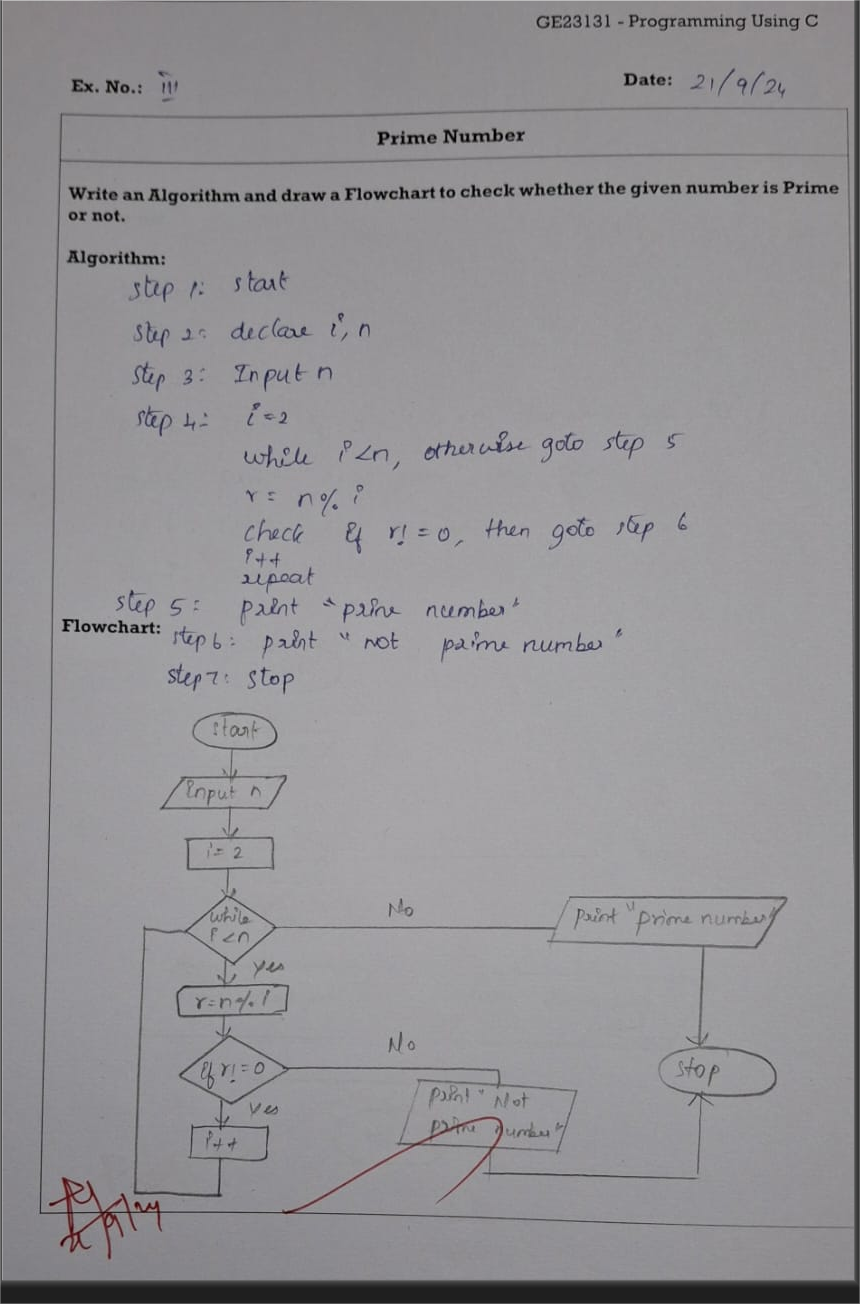 GE23131 - Programming Using C
Ex. No.: III
Date: 21/9/24
Prime Number
Write an Algorithm and draw a Flowchart to check whether the given number is Prime
or not.
Algorithm:
step 1: start
step 2: declare i, n
step 3: Input n
step 4: i=2
while i<n, otherwise goto step 5
r = n% i
check if r! = 0, then goto step 6
i++
repeat
step 5: print "prime number"
Flowchart:
step 6: print "not prime number"
step 7: stop
start
Input n
i= 2
while
i<n
No
print "prime number"
Yes
r=n% i
If r!=0
No
stop
print "Not
prime number"
Yes
i++